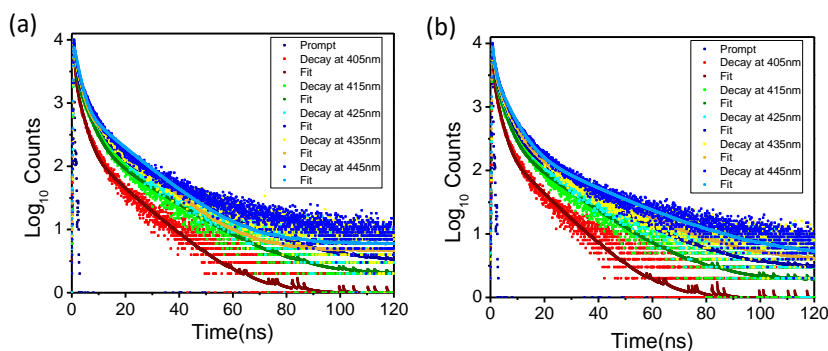 (a)
4
3
2
1
0
Log10 Counts
0 20 40 60 80 100 120
Time(ns)
Prompt
Decay at 405nm
Fit
Decay at 415nm
Fit
Decay at 425nm
Fit
Decay at 435nm
Fit
Decay at 445nm
Fit
(b)
4
3
2
1
0
Log10 Counts
0 20 40 60 80 100 120
Time(ns)
Prompt
Decay at 405nm
Fit
Decay at 415nm
Fit
Decay at 425nm
Fit
Decay at 435nm
Fit
Decay at 445nm
Fit